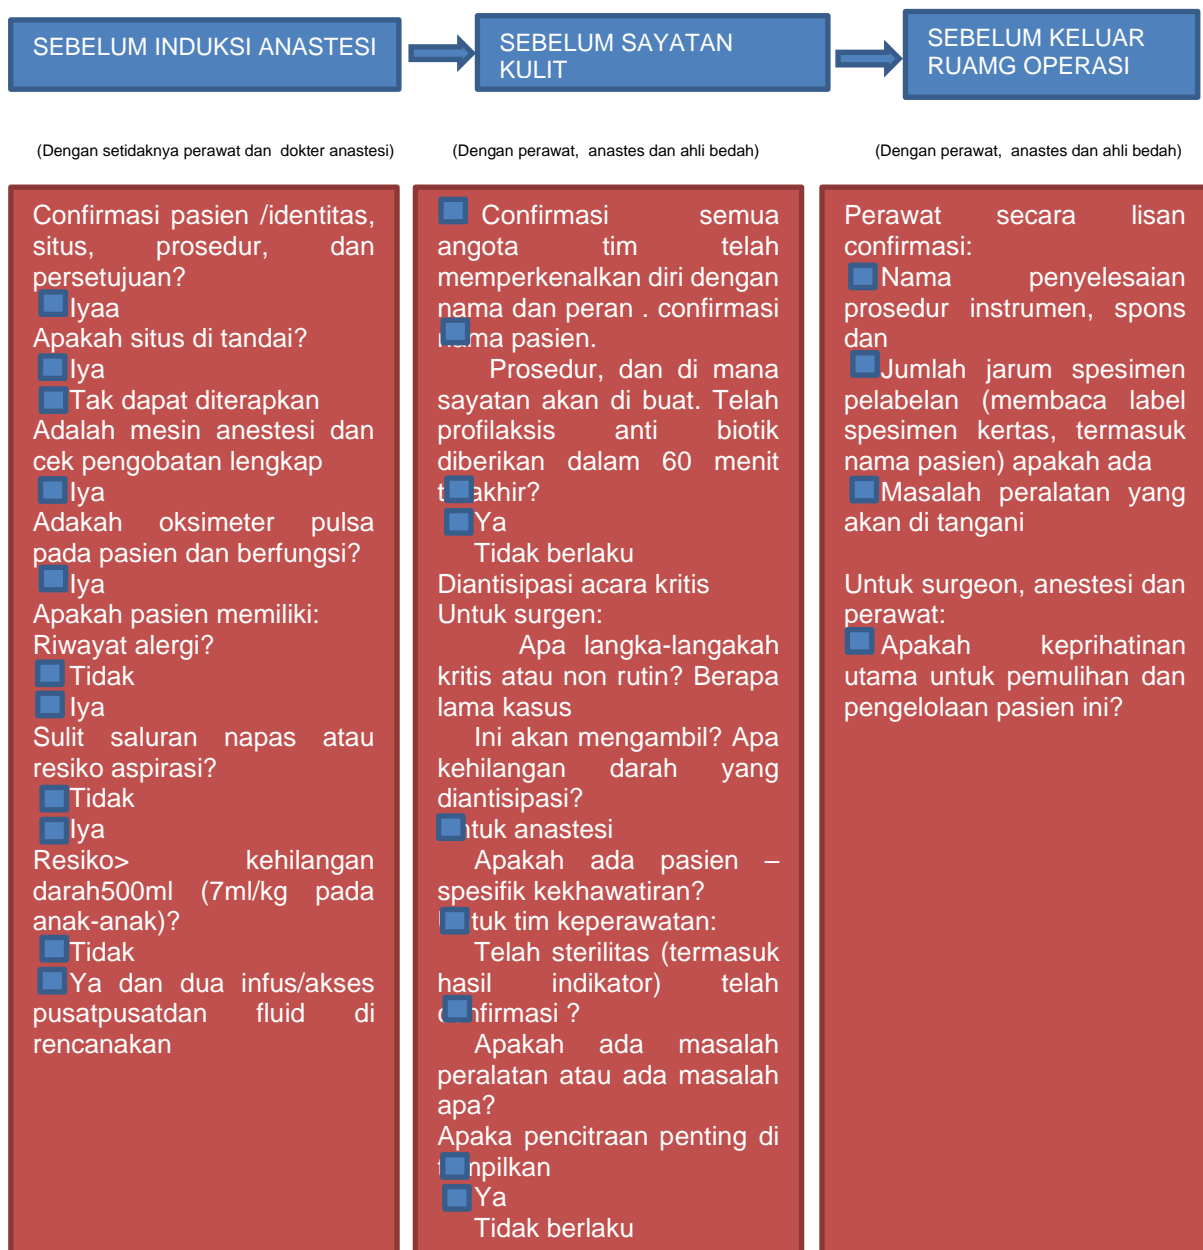 SEBELUM INDUKSI ANASTESI
SEBELUM SAYATAN
KULIT
SEBELUM KELUAR
RUAMG OPERASI
(Dengan setidaknya perawat dan dokter anastesi)
(Dengan perawat, anastes dan ahli bedah)
(Dengan perawat, anastes dan ahli bedah)
Confirmasi pasien /identitas,
situs, prosedur, dan
persetujuan?
Iyaa
Apakah situs di tandai?
Iya
Tak dapat diterapkan
Adalah mesin anestesi dan
cek pengobatan lengkap
Iya
Adakah oksimeter pulsa
pada pasien dan berfungsi?
Iya
Apakah pasien memiliki:
Riwayat alergi?
Tidak
Iya
Sulit saluran napas atau
resiko aspirasi?
Tidak
Iya
Resiko> kehilangan
darah500ml (7ml/kg pada
anak-anak)?
Tidak
Ya dan dua infus/akses
pusatpusatdan fluid di
rencanakan
Confirmasi semua
angota tim telah
memperkenalkan diri dengan
nama dan peran . confirmasi
pasien.
Prosedur, dan di mana
sayatan akan di buat. Telah
profilaksis anti biotik
diberikan dalam 60 menit
Ya
Tidak berlaku
Diantisipasi acara kritis
Untuk surgen:
Apa langka-langakah
kritis atau non rutin? Berapa
lama kasus
Ini akan mengambil? Apa
kehilangan darah yang
diantisipasi?
anastesi
Apakah ada pasien –
spesifik kekhawatiran?
tim keperawatan:
Telah sterilitas (termasuk
hasil indikator) telah
?
Apakah ada masalah
peralatan atau ada masalah
apa?
Apaka pencitraan penting di
Ya
Tidak berlaku
Perawat secara lisan
confirmasi:
Nama penyelesaian
prosedur instrumen, spons
dan
Jumlah jarum spesimen
pelabelan (membaca label
spesimen kertas, termasuk
nama pasien) apakah ada
Masalah peralatan yang
akan di tangani
Untuk surgeon, anestesi dan
perawat:
Apakah keprihatinan
utama untuk pemulihan dan
pengelolaan pasien ini?